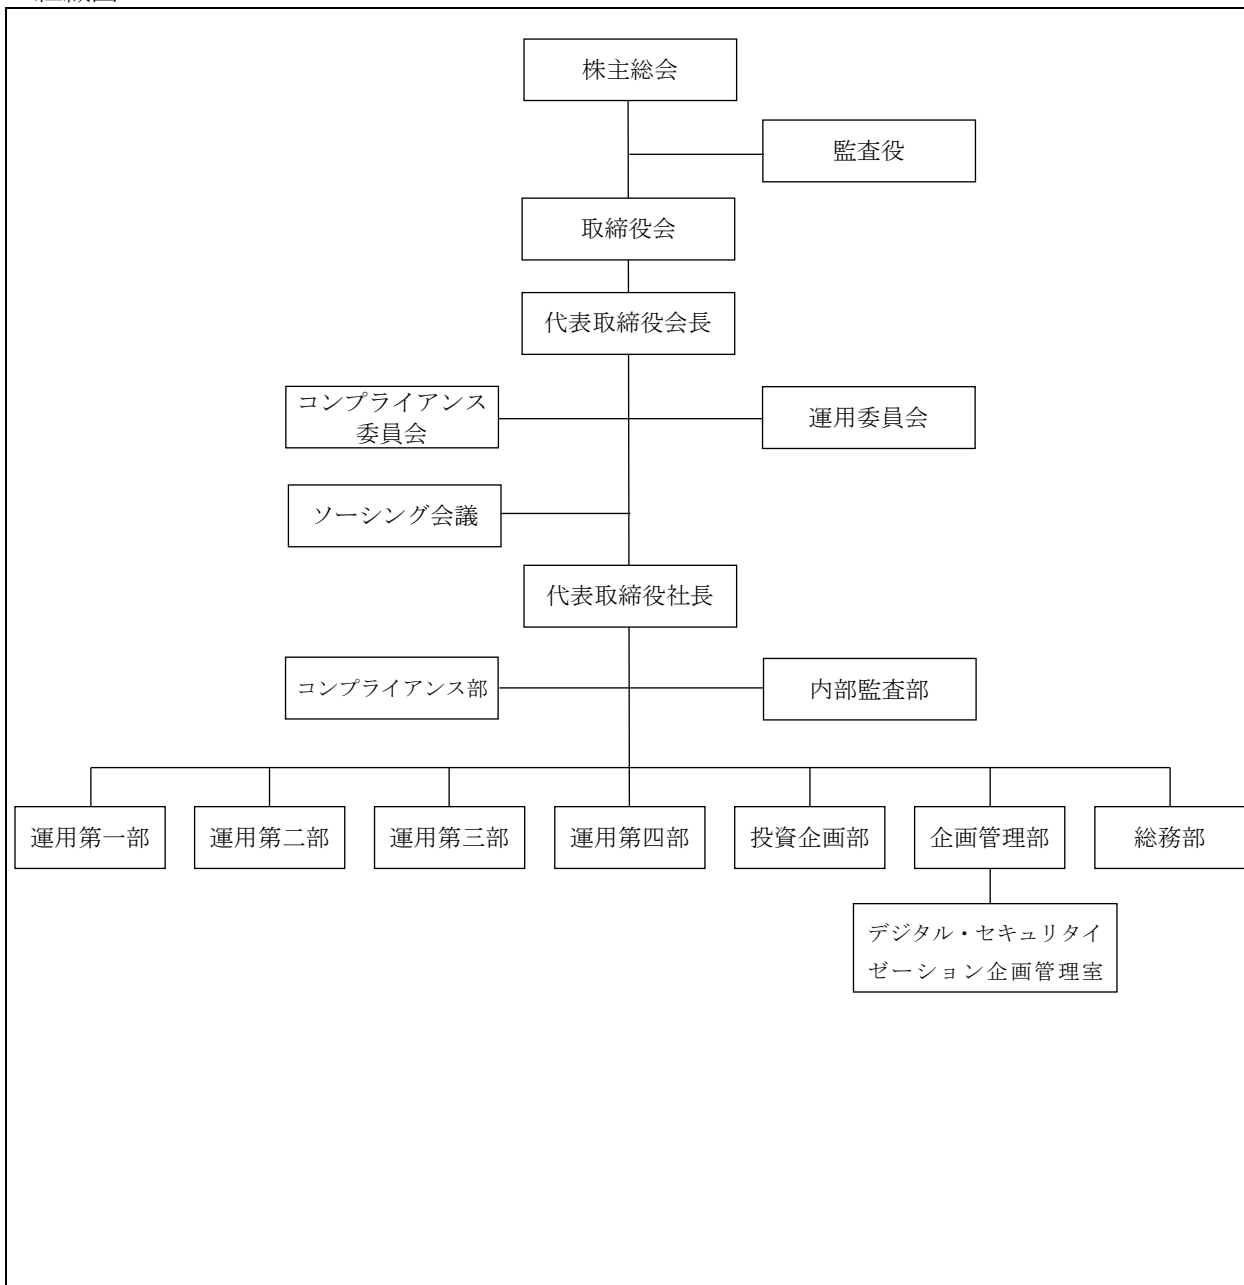 株主総会
監査役
取締役会
代表取締役会長
コンプライアンス
委員会
運用委員会
ソーシング会議
代表取締役社長
コンプライアンス部
内部監査部
運用第一部
運用第二部
運用第三部
運用第四部
投資企画部
企画管理部
総務部
デジタル・セキュリタイ
ゼーション企画管理室